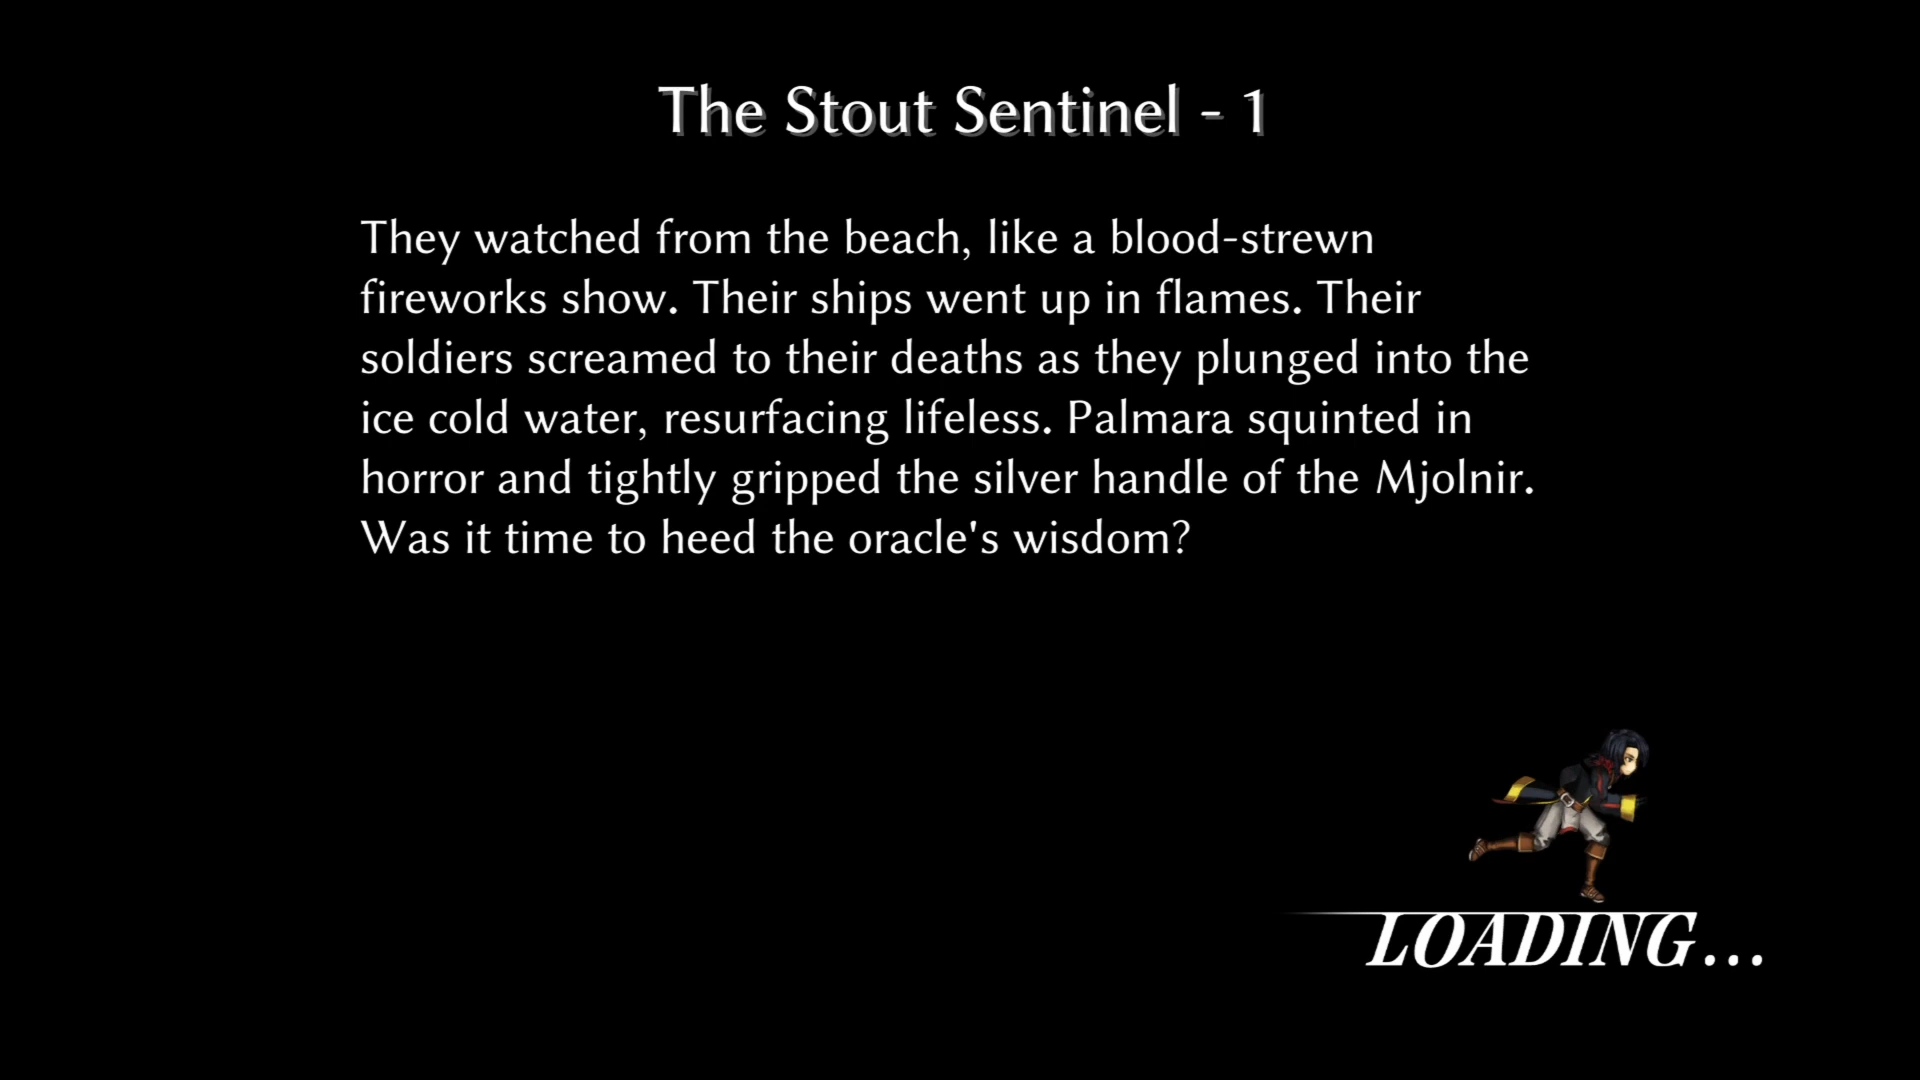 The Stout Sentinel - 1
They watched from the beach, like a blood-strewn
fireworks show. Their ships went up in flames. Their
soldiers screamed to their deaths as they plunged into the
ice cold water, resurfacing lifeless. Palmara squinted in
horror and tightly gripped the silver handle of the Mjolnir.
Was it time to heed the oracle's wisdom?
LOADING...